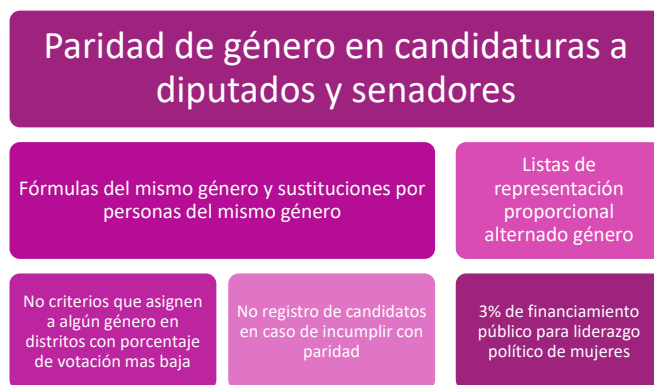 Paridad de género en candidaturas a
diputados y senadores
Fórmulas del mismo género y sustituciones por
personas del mismo género
Listas de
representación
proporcional
alternado género
No criterios que asignen
a algún género en
distritos con porcentaje
de votación mas baja
No registro de candidatos
en caso de incumplir con
paridad
3% de financiamiento
público para liderazgo
político de mujeres